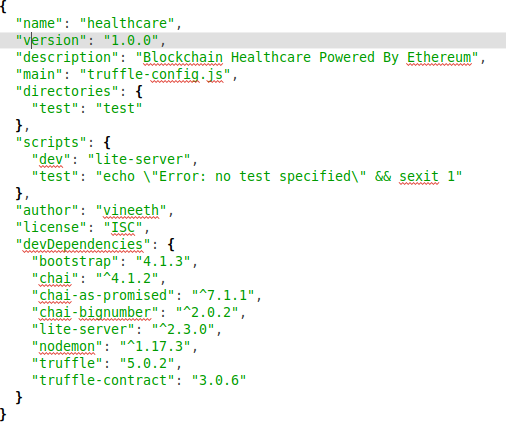 {
  "name": "healthcare",
  "version": "1.0.0",
  "description": "Blockchain Healthcare Powered By Ethereum",
  "main": "truffle-config.js",
  "directories": {
    "test": "test"
  },
  "scripts": {
    "dev": "lite-server",
    "test": "echo \"Error: no test specified\" && sexit 1"
  },
  "author": "vineeth",
  "license": "ISC",
  "devDependencies": {
    "bootstrap": "4.1.3",
    "chai": "^4.1.2",
    "chai-as-promised": "^7.1.1",
    "chai-bignumber": "^2.0.2",
    "lite-server": "^2.3.0",
    "nodemon": "^1.17.3",
    "truffle": "5.0.2",
    "truffle-contract": "3.0.6"
  }
}